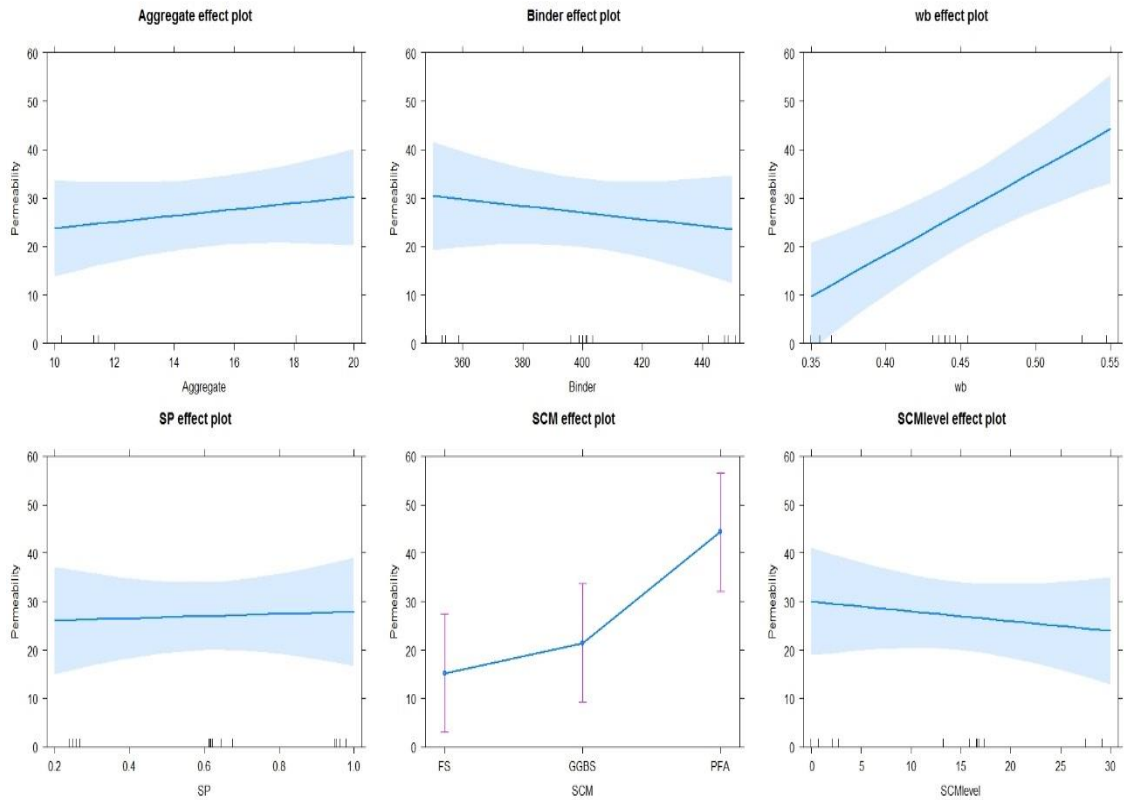 Aggregate effect plot
60
50
40
30
20
10
0
Permeability
10 12 14 16 18 20
Aggregate
Binder effect plot
60
50
40
30
20
10
0
Permeability
360 380 400 420 440
Binder
wb effect plot
60
50
40
30
20
10
0
Permeability
0.35 0.40 0.45 0.50 0.55
wb
SP effect plot
60
50
40
30
20
10
0
Permeability
0.2 0.4 0.6 0.8 1.0
SP
SCM effect plot
60
50
40
30
20
10
0
Permeability
FS GGBS PFA
SCM
SCMlevel effect plot
60
50
40
30
20
10
0
Permeability
0 5 10 15 20 25 30
SCMlevel